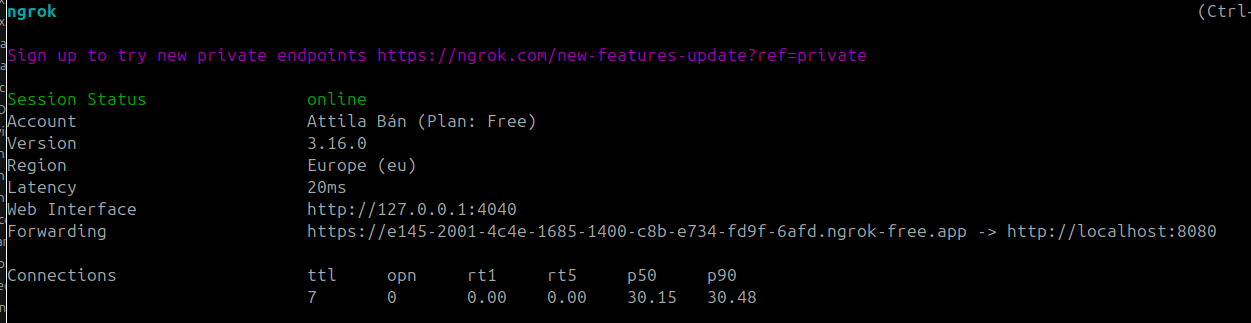 ngrok (Ctrl-
Sign up to try new private endpoints https://ngrok.com/new-features-update?ref=private
Session Status online
Account Attila Bán (Plan: Free)
Version 3.16.0
Region Europe (eu)
Latency 20ms
Web Interface http://127.0.0.1:4040
Forwarding https://e145-2001-4c4e-1685-1400-c8b-e734-fd9f-6afd.ngrok-free.app -> http://localhost:8080
Connections ttl opn rt1 rt5 p50 p90
7 0 0.00 0.00 30.15 30.48